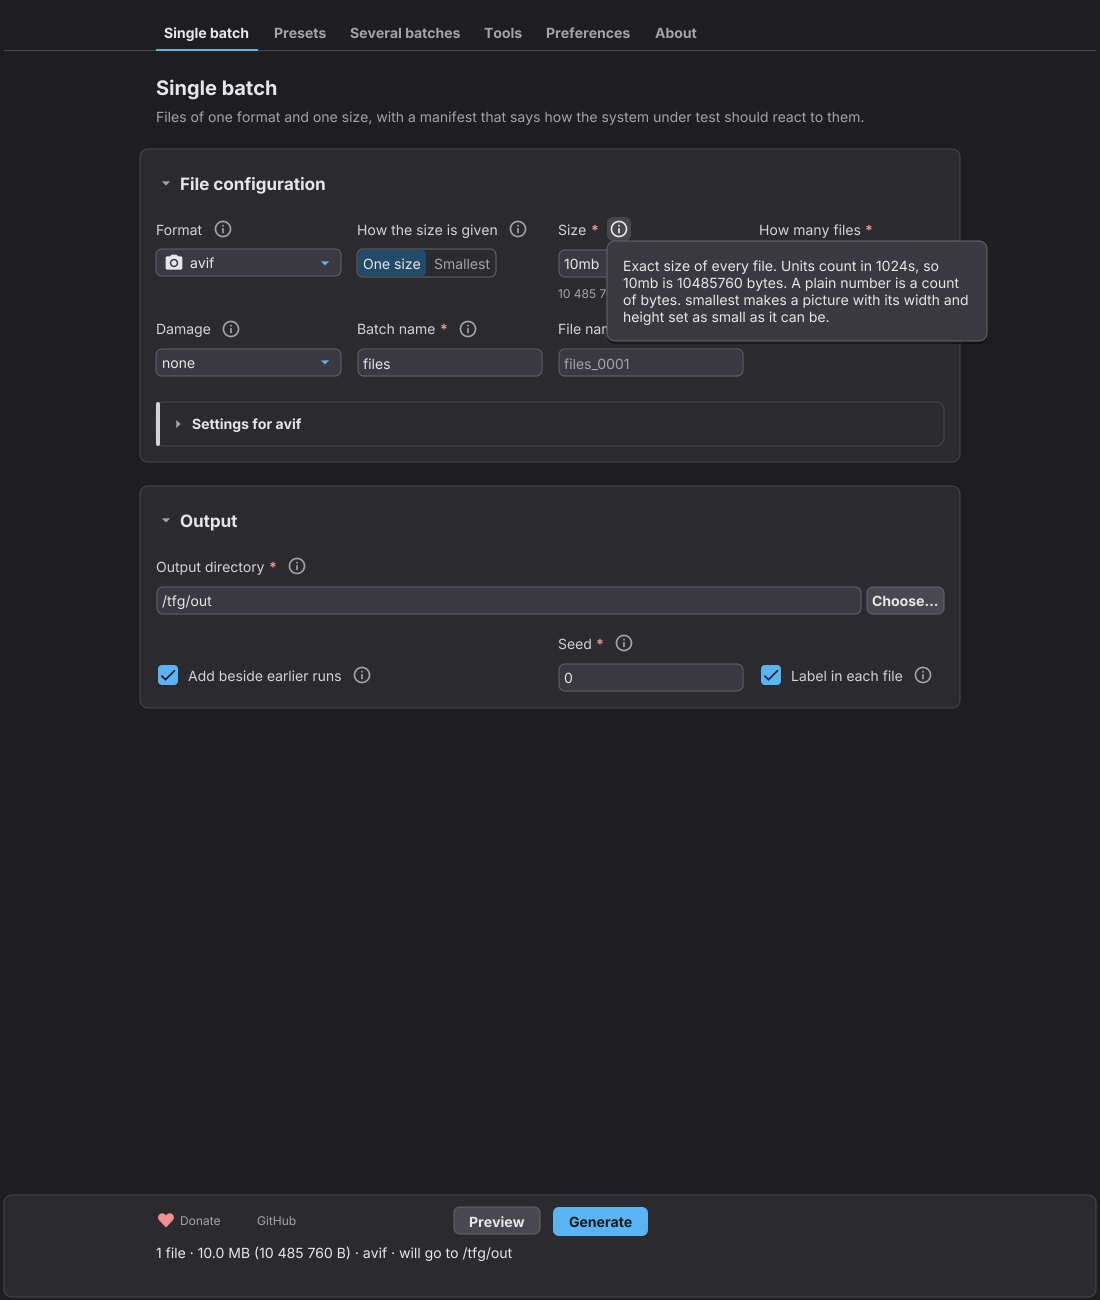 Single batch
Presets
Several batches
Tools
Preferences
About
Single batch
Files of one format and one size, with a manifest that says how the system under test should react to them.
File configuration
Format
How the size is given
Size *
How many files *
avif
One size
Smallest
10mb
Exact size of every file. Units count in 1024s, so
10mb is 10485760 bytes. A plain number is a count
of bytes. smallest makes a picture with its width and
height set as small as it can be.
10 485 7
Damage
Batch name *
File nar
none
files
files_0001
Settings for avif
Output
Output directory *
/tfg/out
Choose...
Seed *
Add beside earlier runs
0
Label in each file
Donate
GitHub
Preview
Generate
1 file · 10.0 MB (10 485 760 B) · avif · will go to /tfg/out